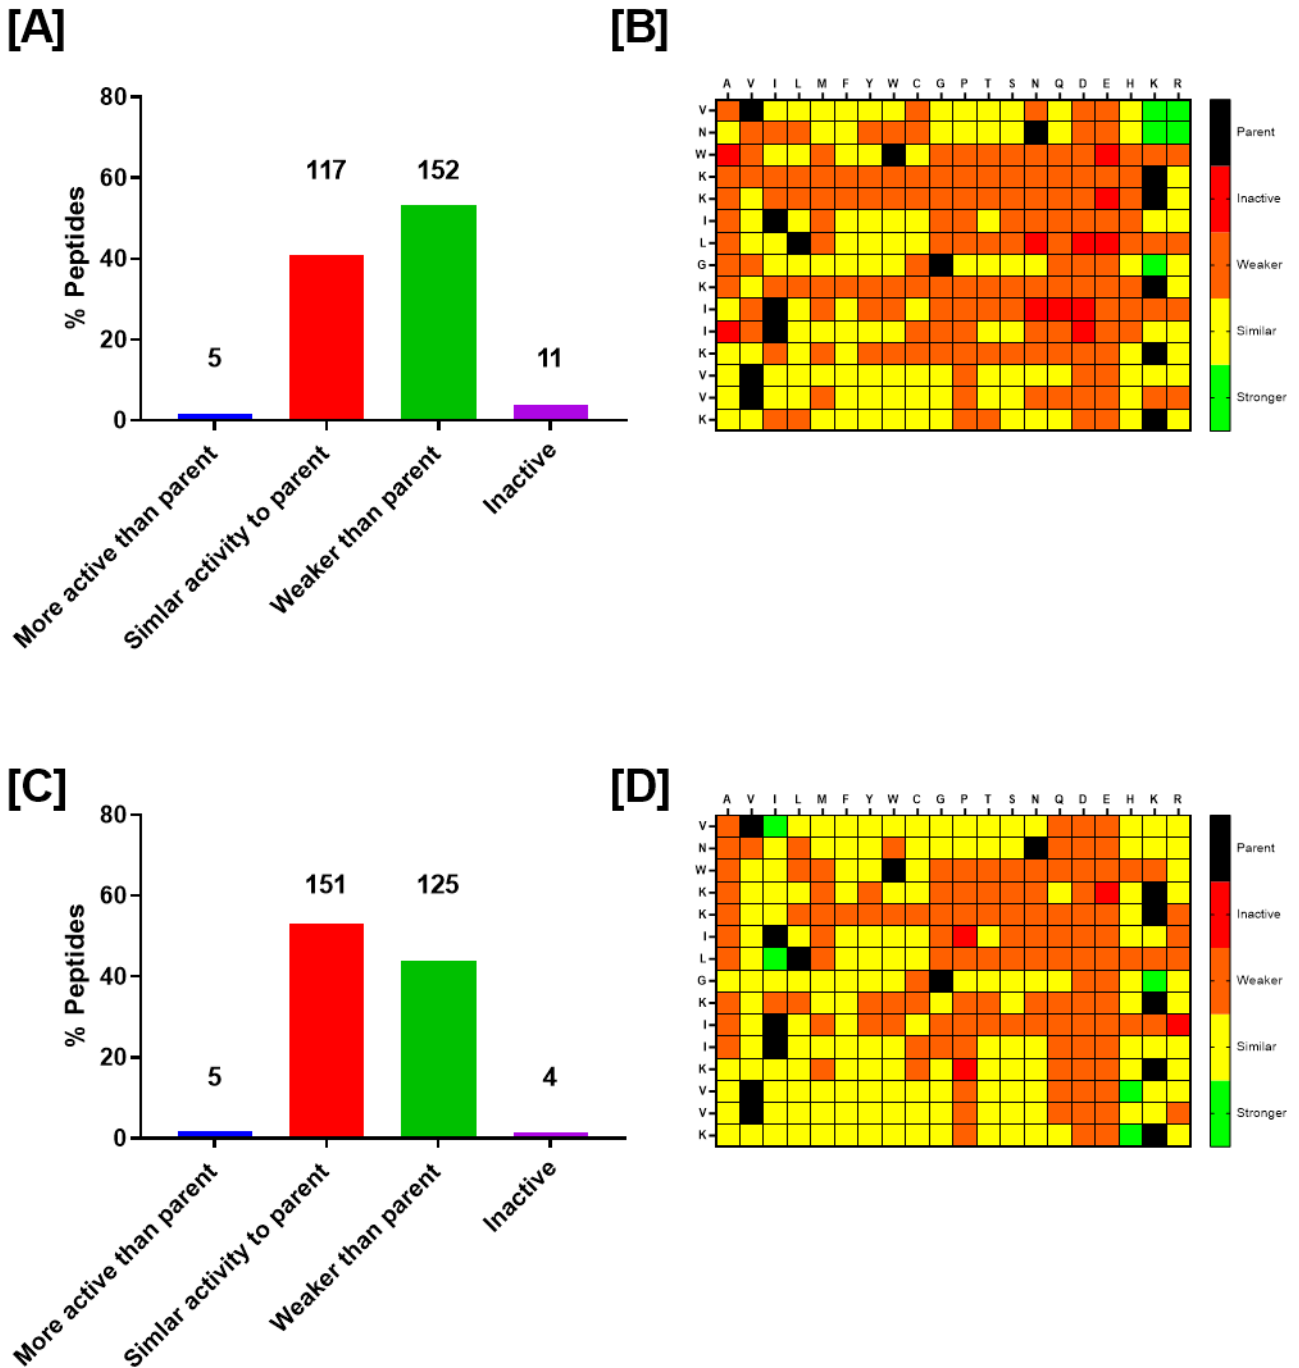 [A]
80
60
40
20
0
% Peptides
5
117
152
11
More active than parent
Simlar activity to parent
Weaker than parent
Inactive
[B]
A V I L M F Y W C G P T S N Q D E H K R
V
N
W
K
K
I
L
G
K
I
I
K
V
V
K
Parent
Inactive
Weaker
Similar
Stronger
[C]
80
60
40
20
0
% Peptides
5
151
125
4
More active than parent
Simlar activity to parent
Weaker than parent
Inactive
[D]
A V I L M F Y W C G P T S N Q D E H K R
V
N
W
K
K
I
L
G
K
I
I
K
V
V
K
Parent
Inactive
Weaker
Similar
Stronger